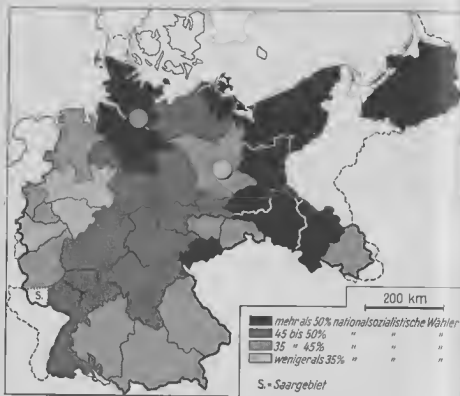 S.
200 km
mehr als 50% nationalsozialistische Wähler
45 bis 50% " " "
35 " 45% " " "
weniger als 35% " " "
S. = Saargebiet